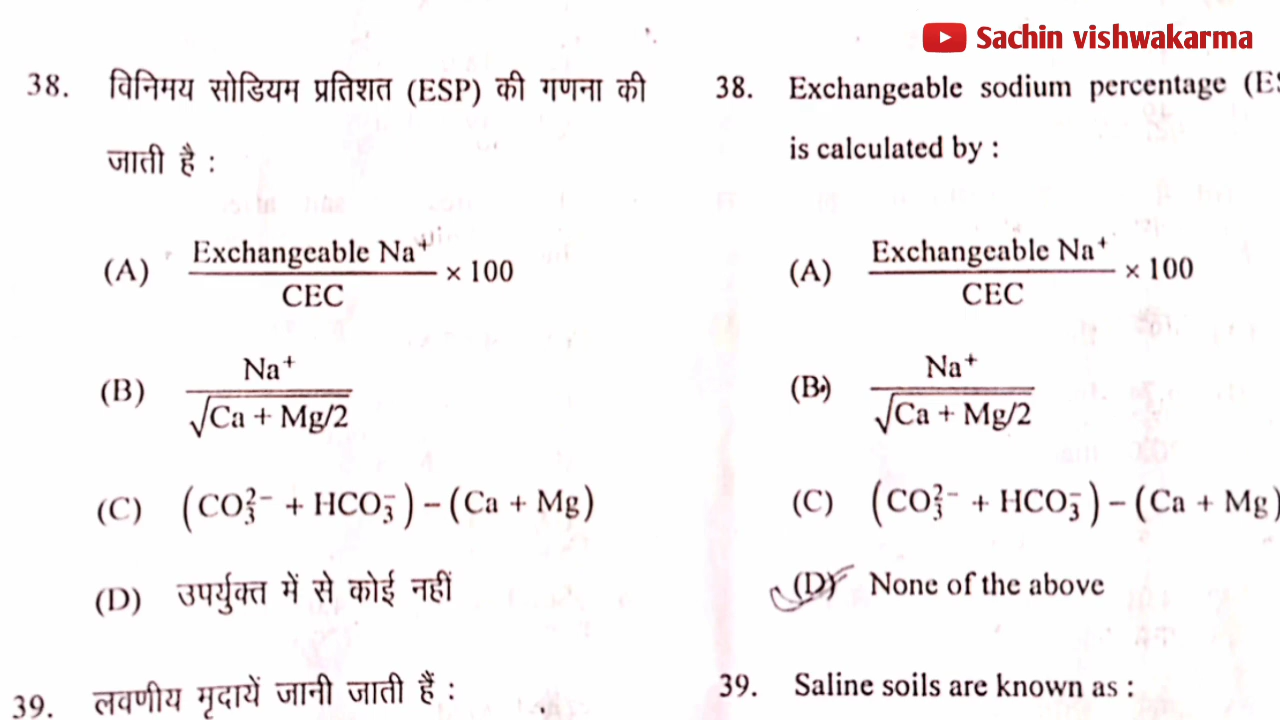 Sachin vishwakarma
38. विनिमय सोडियम प्रतिशत (ESP) की गणना की
जाती है :
(A) Exchangeable Na⁺
CEC
× 100
(B) Na⁺
√Ca + Mg/2
(C) (CO₃²⁻ + HCO₃⁻) – (Ca + Mg)
(D) उपर्युक्त में से कोई नहीं
39. लवणीय मृदायें जानी जाती हैं :
38. Exchangeable sodium percentage
is calculated by :
(A) Exchangeable Na⁺
CEC
× 100
(B) Na⁺
√Ca + Mg/2
(C) (CO₃²⁻ + HCO₃⁻) – (Ca + Mg)
(D) None of the above
39. Saline soils are known as :